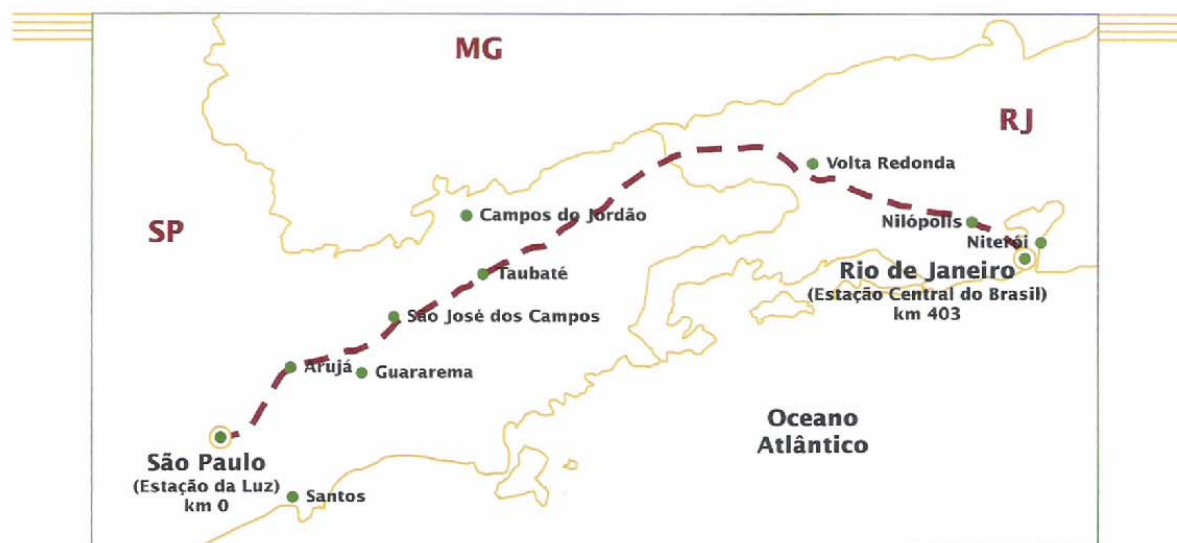 MG
RJ
Volta Redonda
Campos do Jordão
Nilópolis
SP
Niterói
Rio de Janeiro
(Estação Central do Brasil)
km 403
Taubaté
São José dos Campos
Arujá
Guararema
Oceano
Atlântico
São Paulo
(Estação da Luz)
km 0
Santos